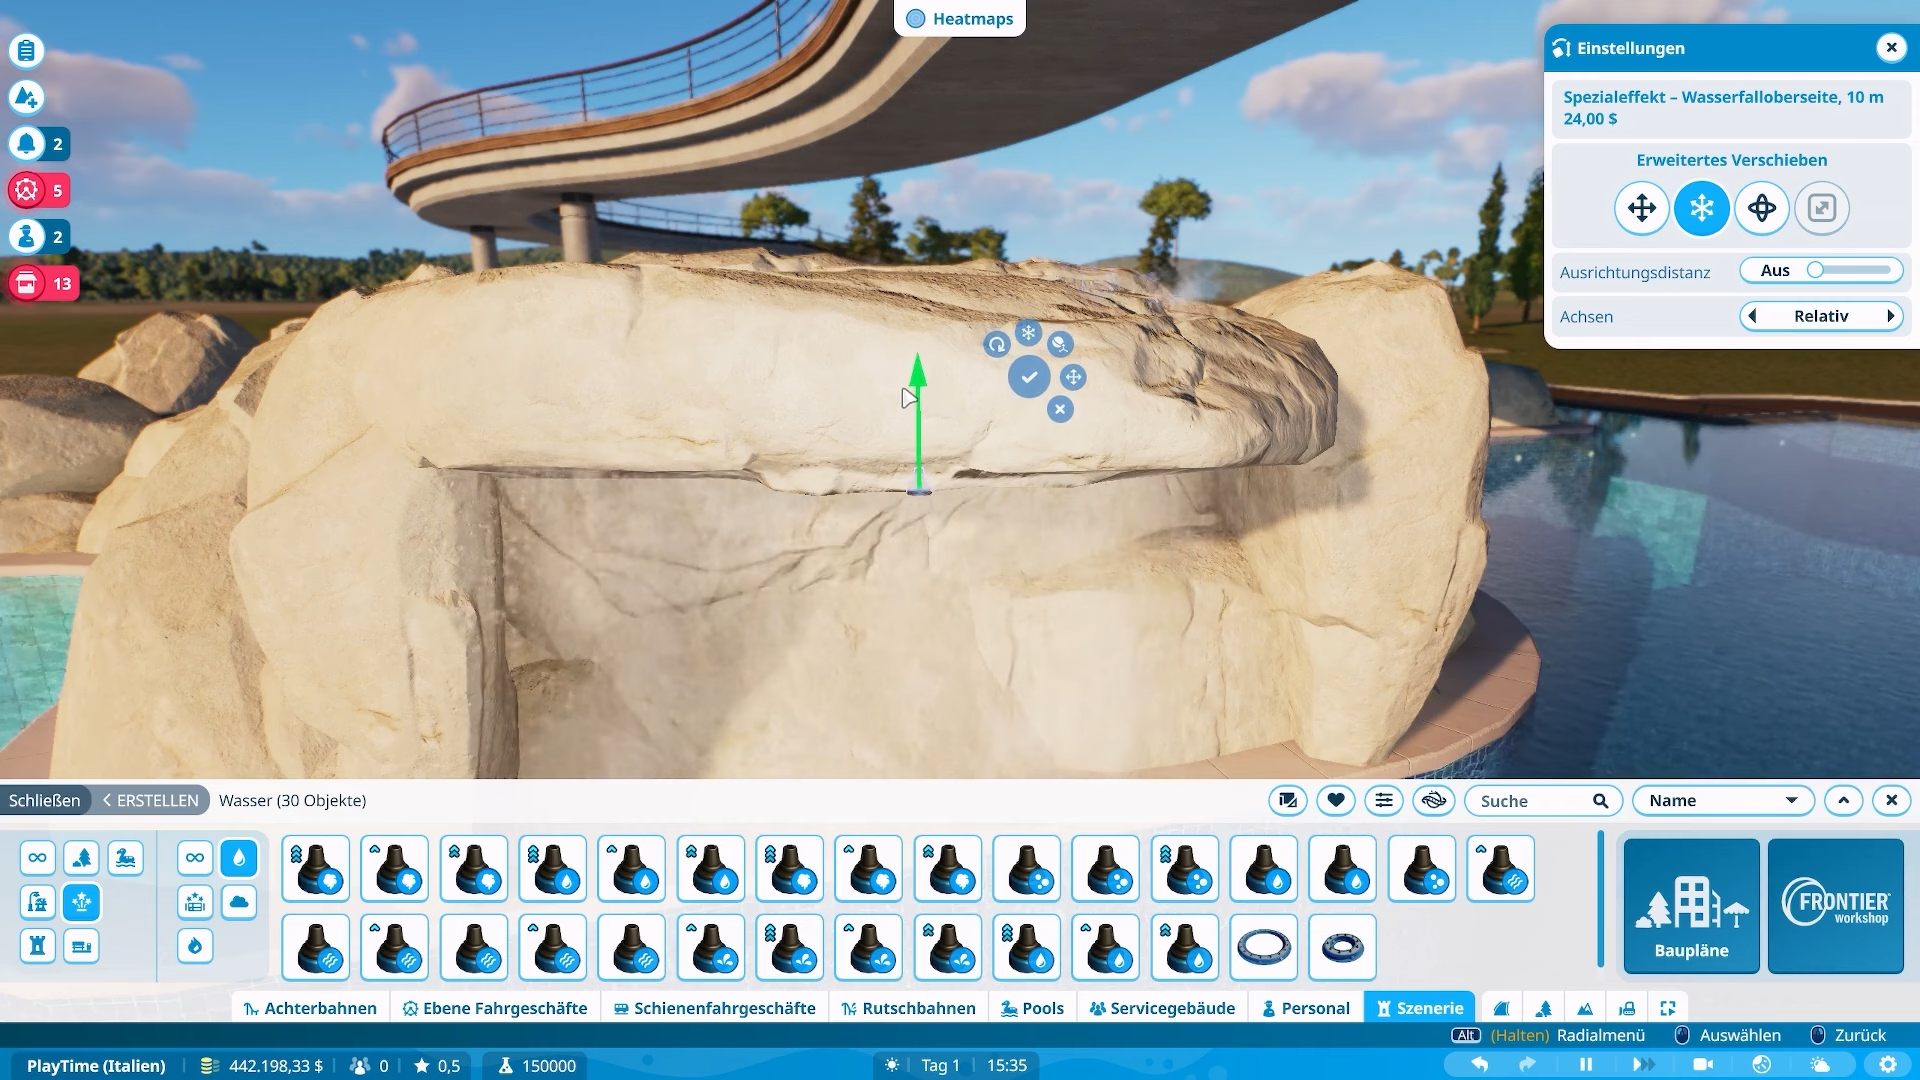 Heatmaps
Einstellungen
Spezialeffekt – Wasserfalloberseite, 10 m
24,00 $
Erweitertes Verschieben
Ausrichtungsdistanz Aus
Achsen Relativ
2
5
2
13
Schließen ERSTELLEN Wasser (30 Objekte) Suche Name
Baupläne
FRONTIER
workshop
Achterbahnen Ebene Fahrgeschäfte Schienenfahrgeschäfte Rutschbahnen Pools Servicegebäude Personal Szenerie
Alt (Halten) Radialmenü Auswählen Zurück
PlayTime (Italien) 442.198,33 $ 0 0,5 150000 Tag 1 15:35